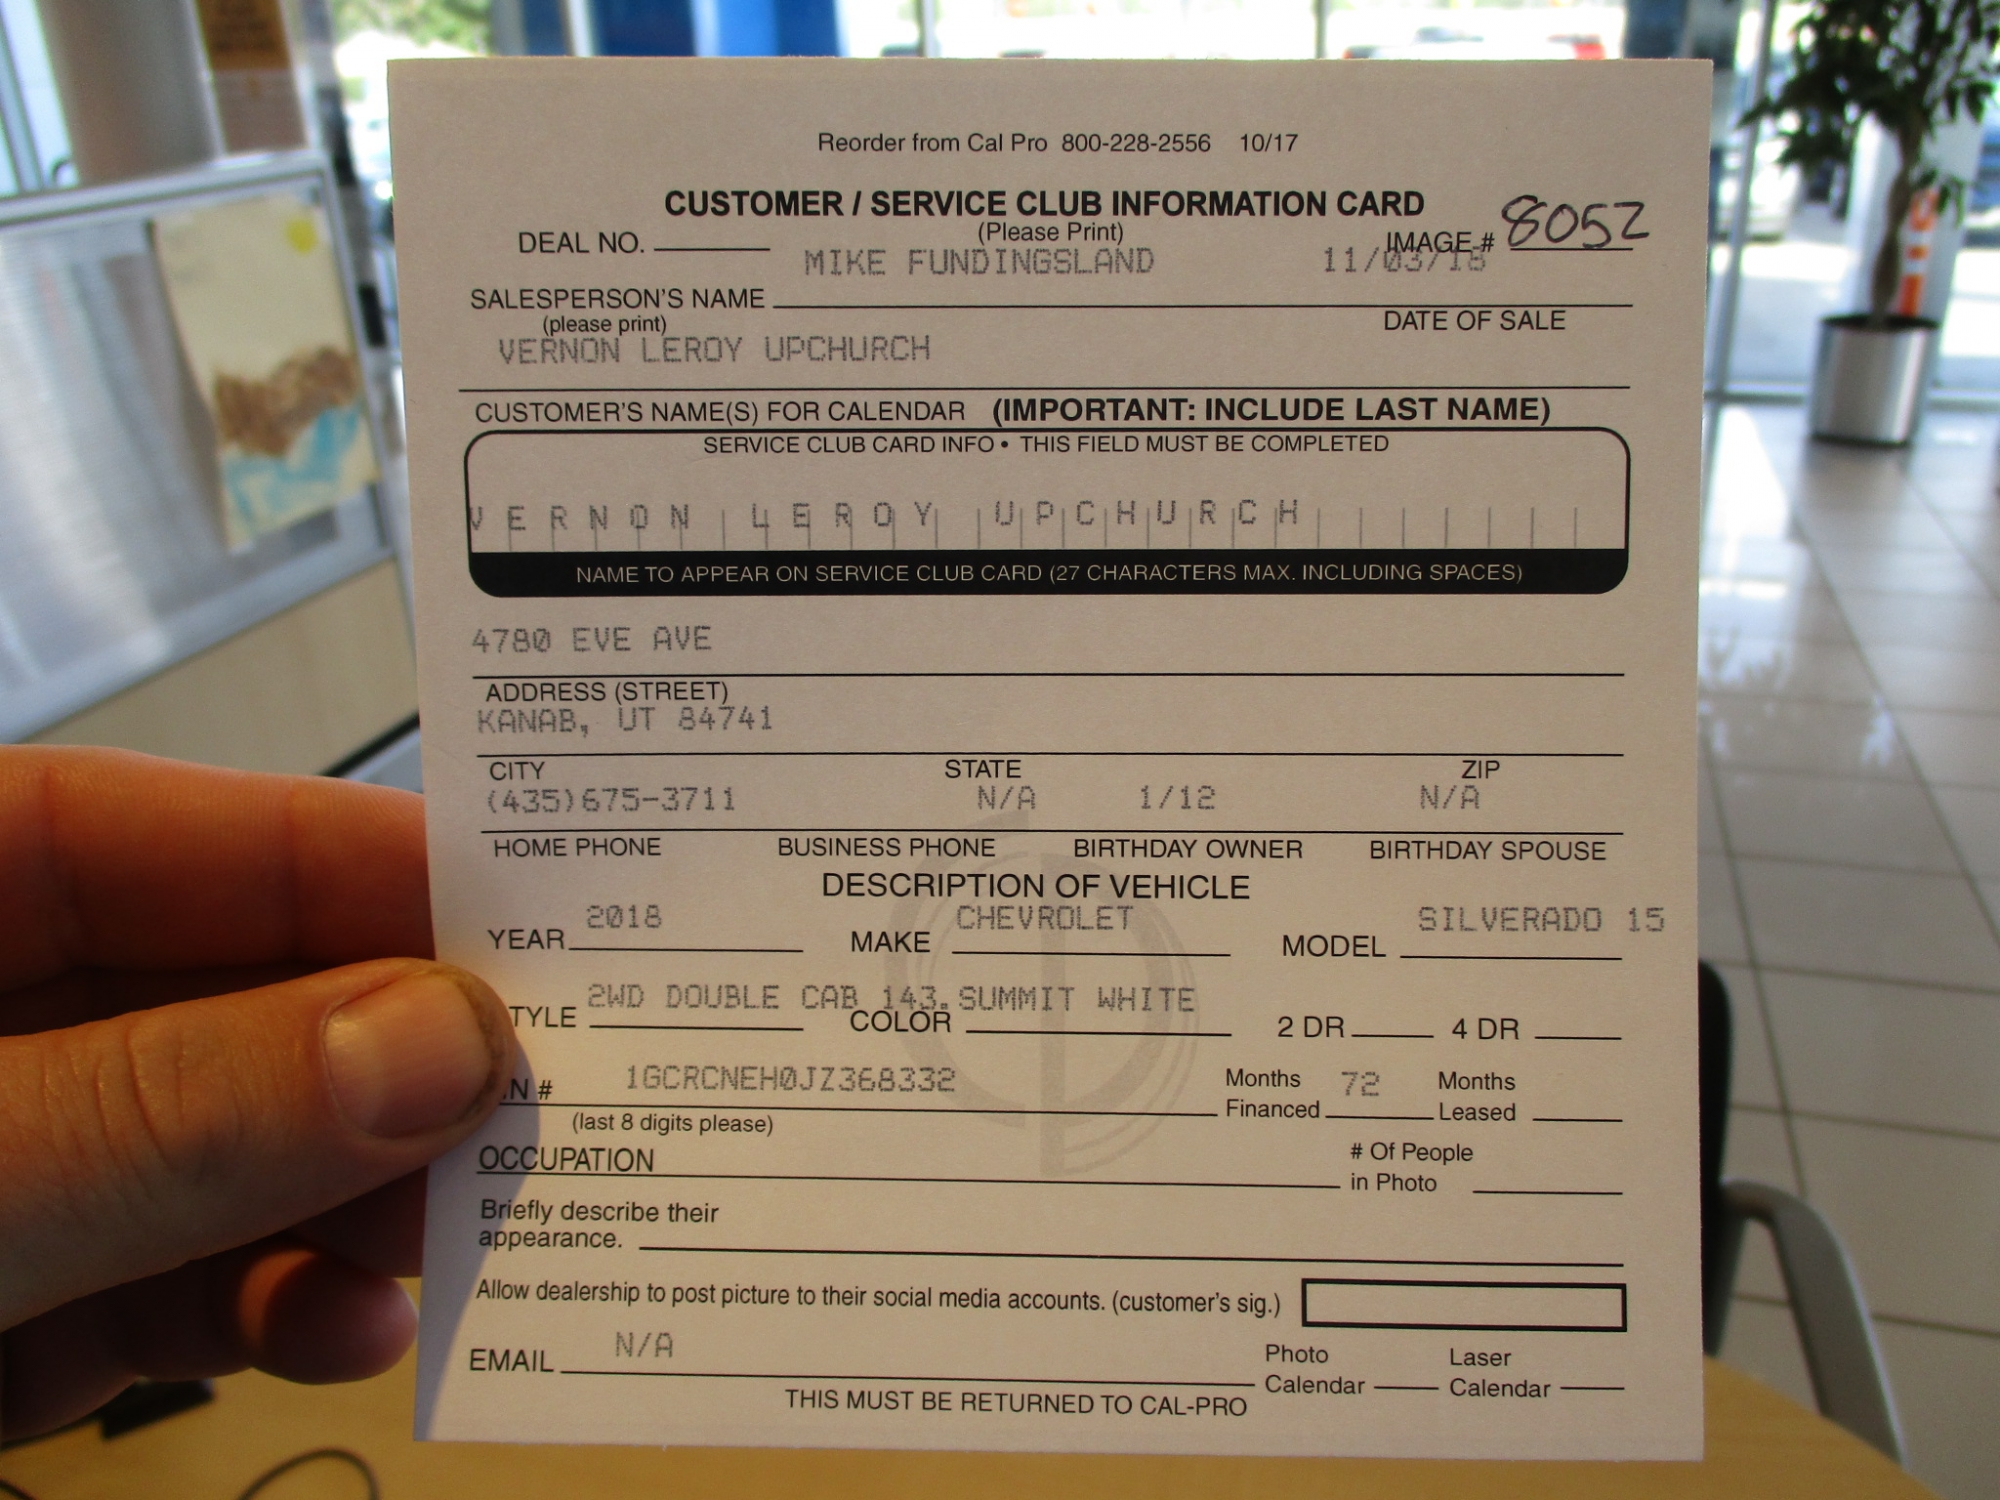 Reorder from Cal Pro 800-228-2556 10/17
CUSTOMER / SERVICE CLUB INFORMATION CARD
(Please Print)
DEAL NO. IMAGE # 8052
MIKE FUNDINGSLAND 11/03/18
SALESPERSON'S NAME
(please print) DATE OF SALE
VERNON LEROY UPCHURCH
CUSTOMER'S NAME(S) FOR CALENDAR (IMPORTANT: INCLUDE LAST NAME)
SERVICE CLUB CARD INFO • THIS FIELD MUST BE COMPLETED
VERNON LEROY UPCHURCH
NAME TO APPEAR ON SERVICE CLUB CARD (27 CHARACTERS MAX. INCLUDING SPACES)
4780 EVE AVE
ADDRESS (STREET)
KANAB, UT 84741
CITY STATE ZIP
(435)675-3711 N/A 1/12 N/A
HOME PHONE BUSINESS PHONE BIRTHDAY OWNER BIRTHDAY SPOUSE
DESCRIPTION OF VEHICLE
2018 CHEVROLET SILVERADO 15
YEAR MAKE MODEL
2WD DOUBLE CAB 143. SUMMIT WHITE
TYLE COLOR 2 DR 4 DR
N # 1GCRCNEH0JZ368332 Months Financed 72 Months Leased
(last 8 digits please)
OCCUPATION # Of People in Photo
Briefly describe their
appearance.
Allow dealership to post picture to their social media accounts. (customer's sig.)
N/A
EMAIL Photo Calendar Laser Calendar
THIS MUST BE RETURNED TO CAL-PRO